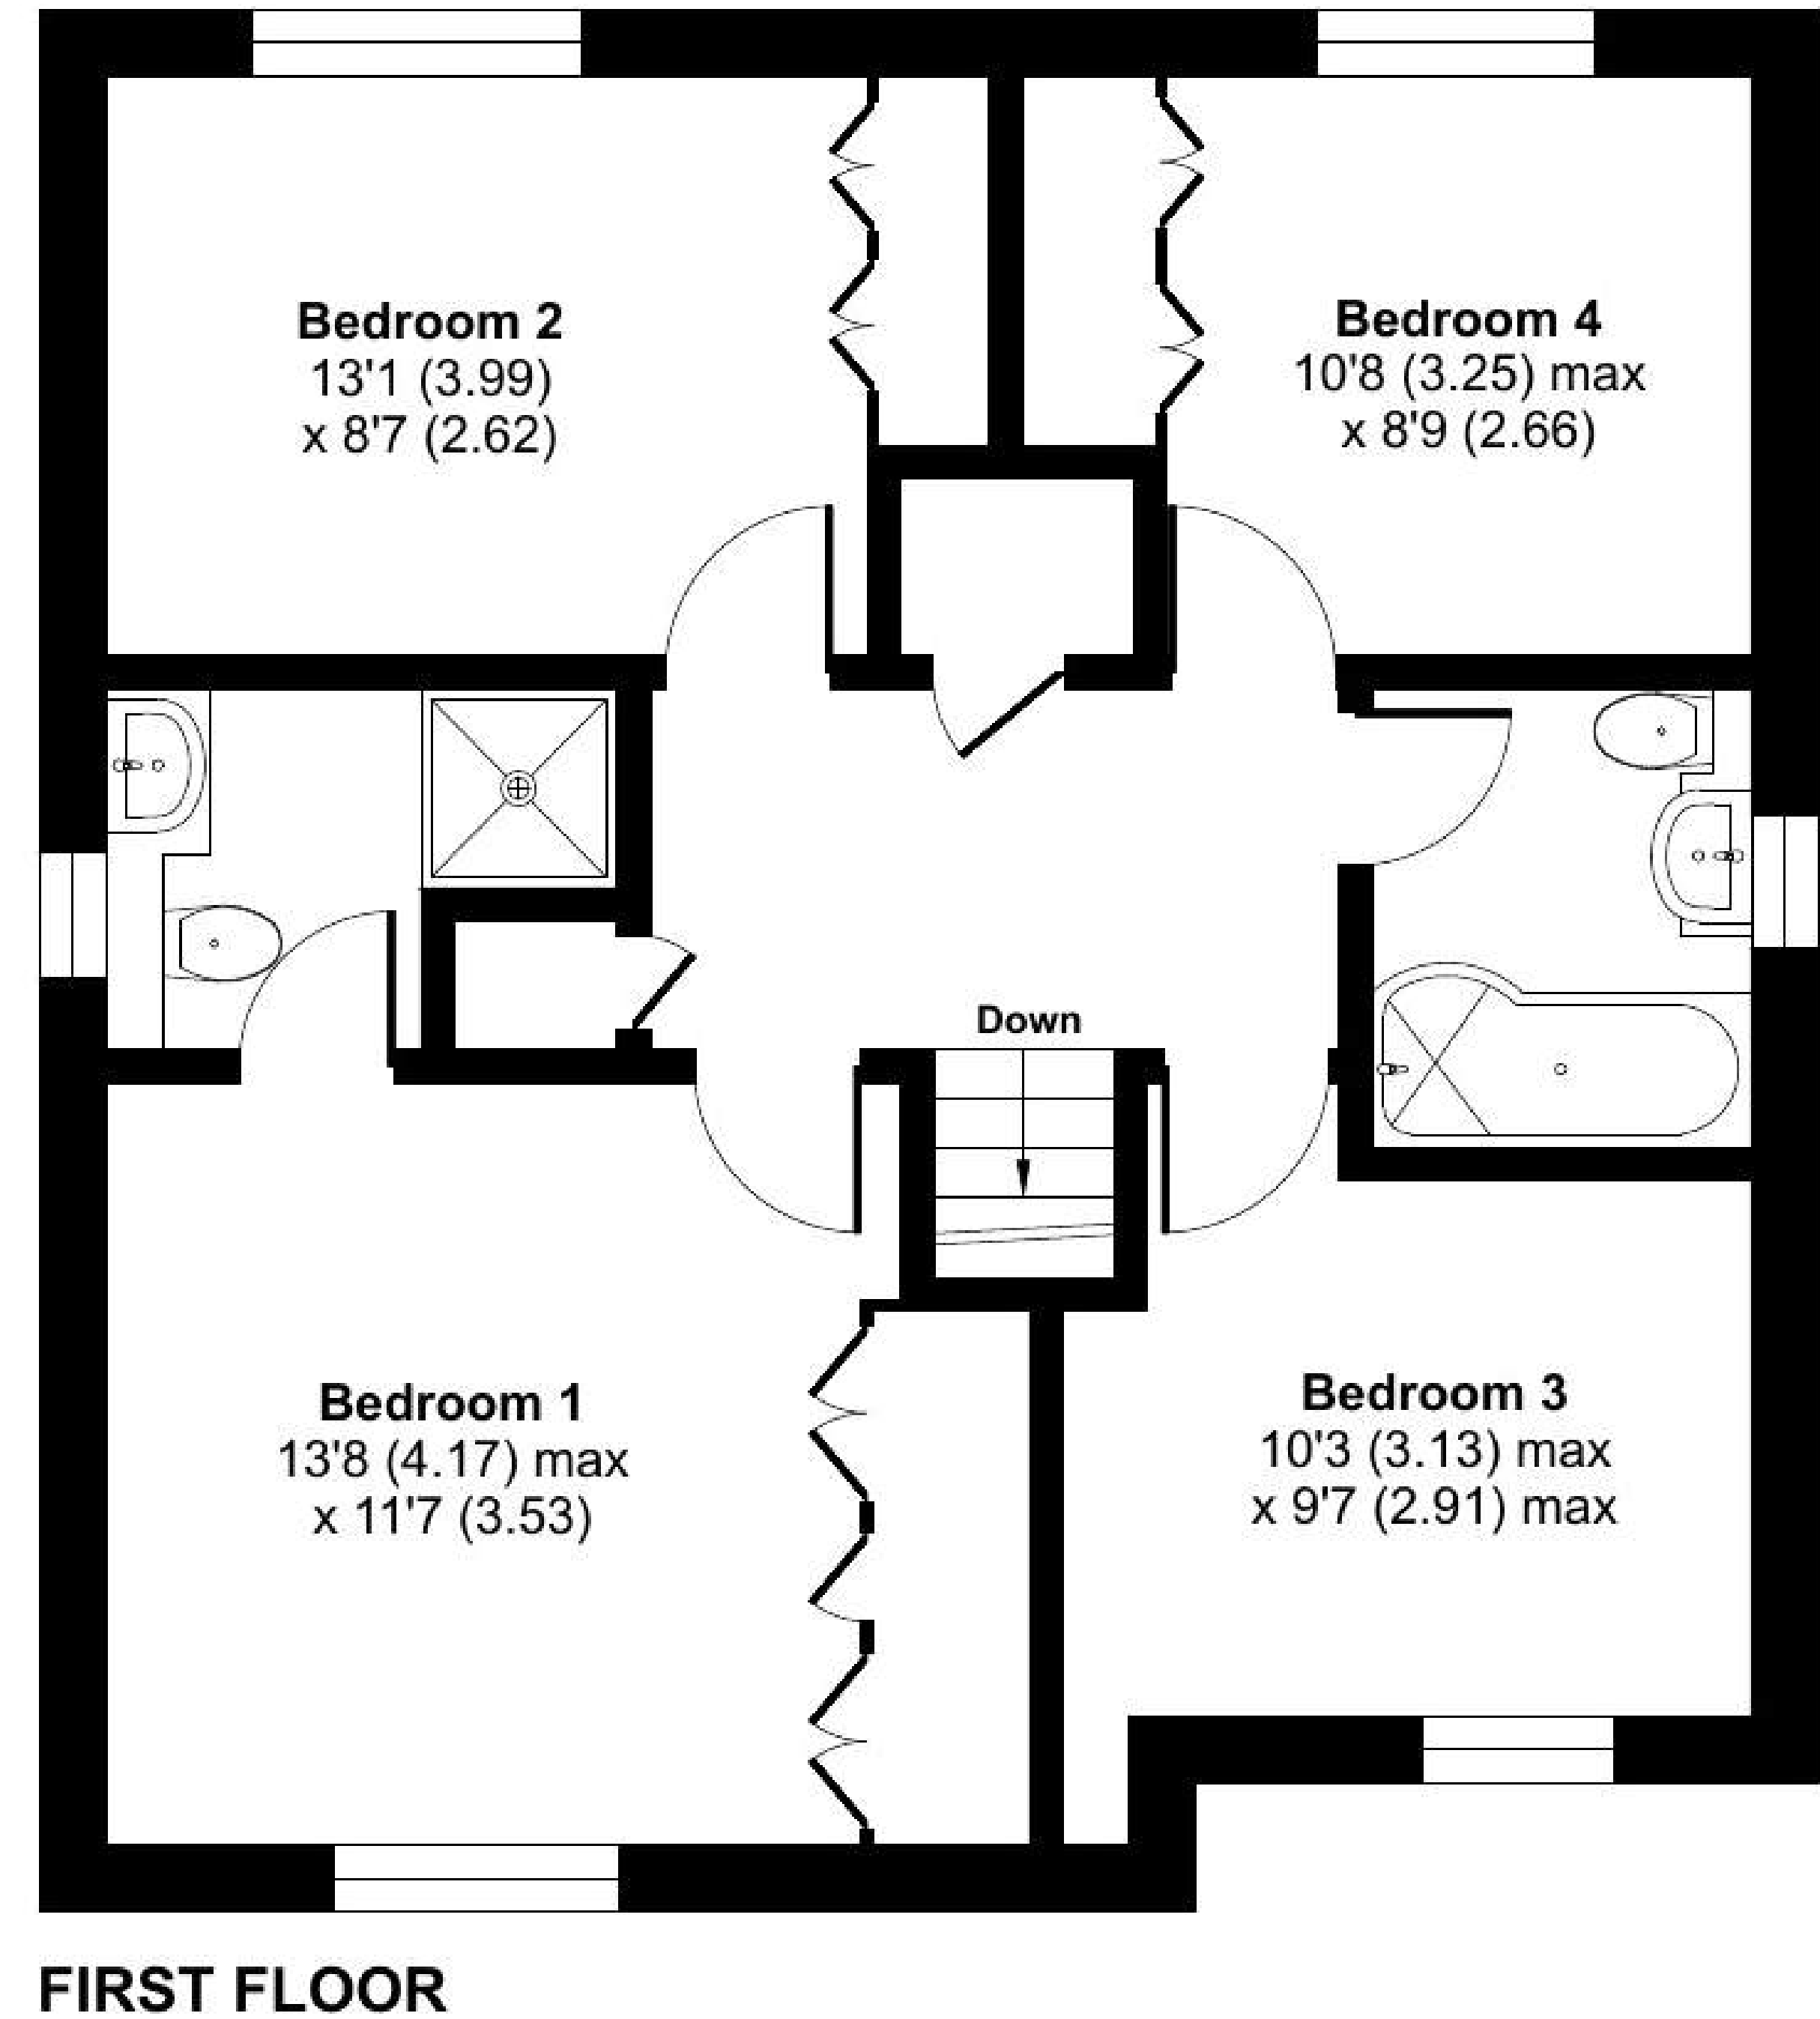 Bedroom 2
13'1 (3.99)
x 8'7 (2.62)
Bedroom 4
10'8 (3.25) max
x 8'9 (2.66)
Down
Bedroom 1
13'8 (4.17) max
x 11'7 (3.53)
Bedroom 3
10'3 (3.13) max
x 9'7 (2.91) max
FIRST FLOOR